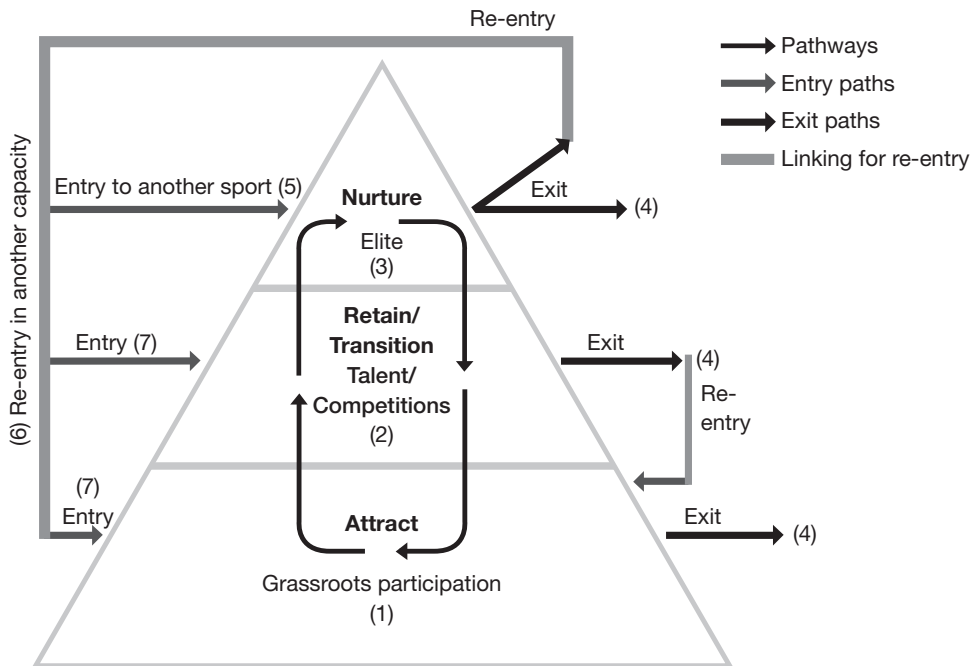 Re-entry
Pathways
Entry paths
Exit paths
Linking for re-entry
(6) Re-entry in another capacity
Entry to another sport (5)
Nurture
Elite
(3)
Exit
(4)
Retain/
Transition
Talent/
Competitions
(2)
Entry (7)
Exit
(4)
Re-
entry
(7)
Entry
Attract
Grassroots participation
(1)
Exit
(4)